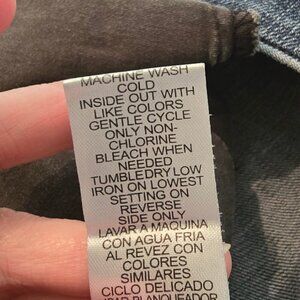 MACHINE WASH
COLD
INSIDE OUT WITH
LIKE COLORS
GENTLE CYCLE
ONLY NON-
CHLORINE
BLEACH WHEN
NEEDED
TUMBLEDRY LOW
IRON ON LOWEST
SETTING ON
REVERSE
SIDE ONLY
LAVAR A MAQUINA
CON AGUA FRIA
AL REVEZ CON
COLORES
SIMILARES
CICLO DELICADO
USAR BLANQUEADOR